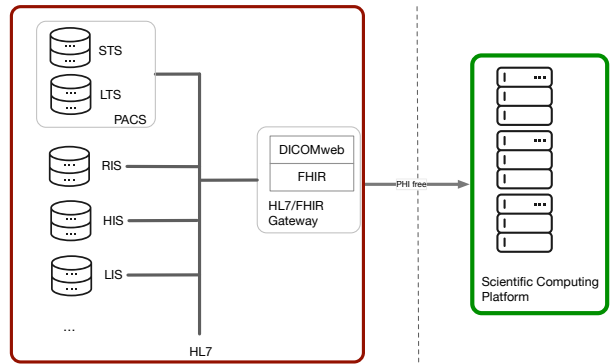 STS
LTS
PACS
RIS
HIS
LIS
...
HL7
DICOMweb
FHIR
HL7/FHIR
Gateway
PHI free
Scientific Computing
Platform